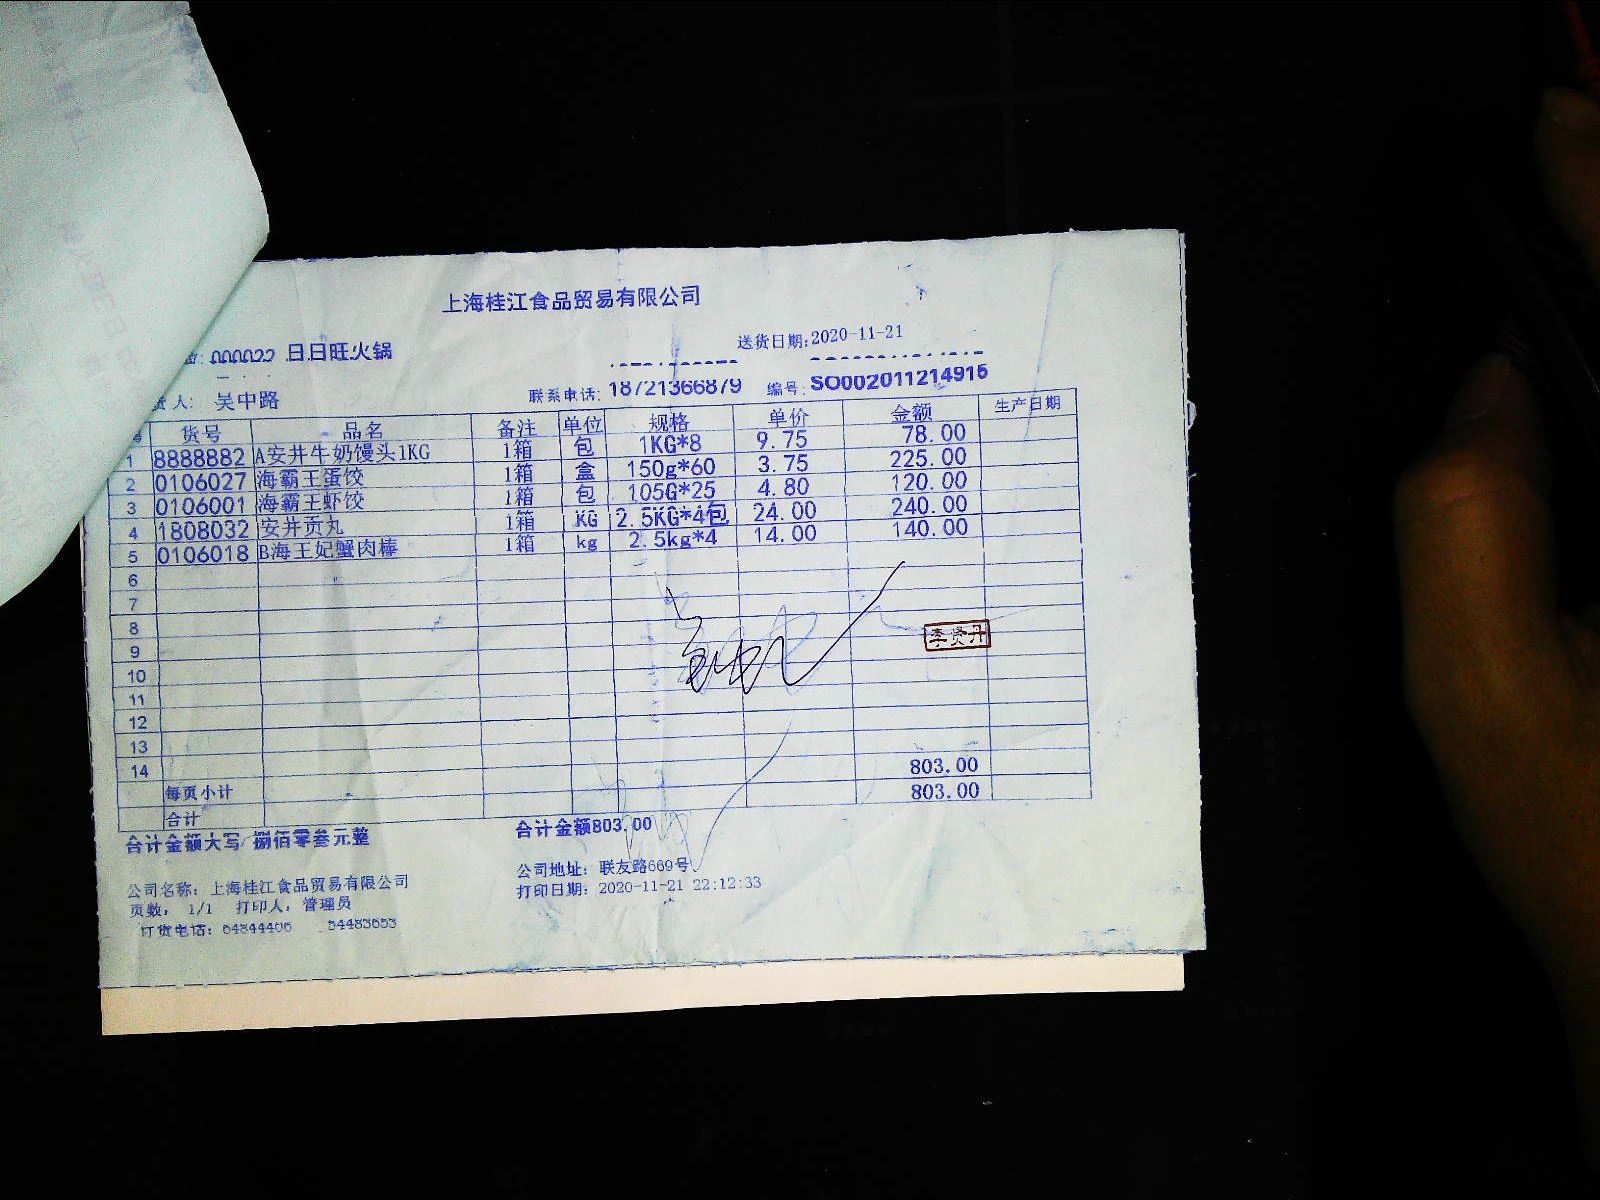 上海桂江食品贸易有限公司
000022 日日旺火锅 送货日期:2020-11-21
货人: 吴中路 联系电话: 18721366879 编号: SO002011214915
货号 品名 备注 单位 规格 单价 金额 生产日期
1 8888882 A安井牛奶馒头1KG 1箱 包 1KG*8 9.75 78.00
2 0106027 海霸王蛋饺 1箱 盒 150g*60 3.75 225.00
3 0106001 海霸王虾饺 1箱 包 105G*25 4.80 120.00
4 1808032 安井贡丸 1箱 KG 2.5KG*4包 24.00 240.00
5 0106018 B海王妃蟹肉棒 1箱 kg 2.5kg*4 14.00 140.00
6
7
8
9 李贤丹
10
11
12
13
14
每页小计 803.00
合计 803.00
合计金额大写/捌佰零叁元整 合计金额803.00
公司名称: 上海桂江食品贸易有限公司 公司地址: 联友路669号
页数: 1/1 打印人: 管理员 打印日期: 2020-11-21 22:12:33
订货电话: 54483653